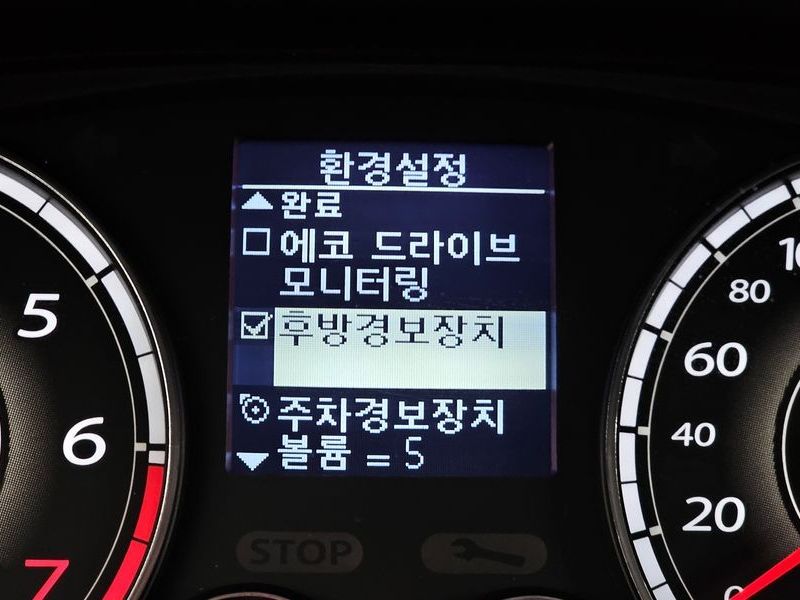 환경설정
완료
에코 드라이브
모니터링
후방경보장치
주차경보장치
볼륨 = 5
5
6
7
STOP
80
60
40
20
0